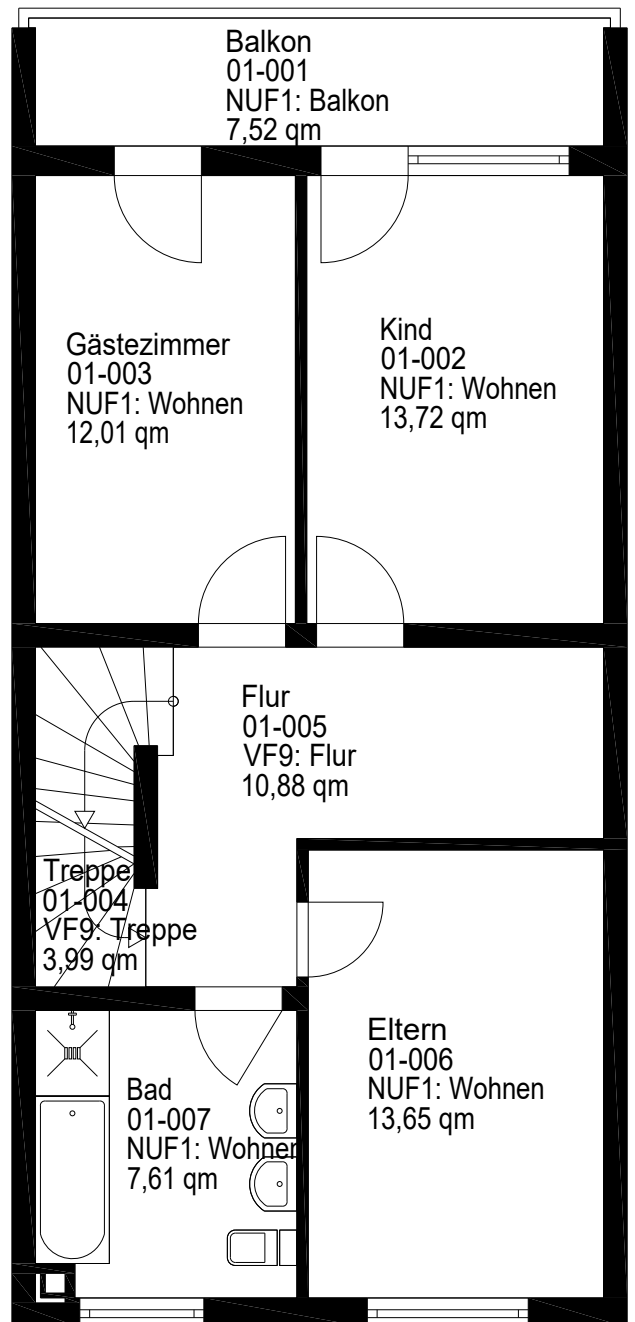 Balkon
01-001
NUF1: Balkon
7,52 qm
Gästezimmer
01-003
NUF1: Wohnen
12,01 qm
Kind
01-002
NUF1: Wohnen
13,72 qm
Flur
01-005
VF9: Flur
10,88 qm
Treppe
01-004
VF9: Treppe
3,99 qm
Eltern
01-006
NUF1: Wohnen
13,65 qm
Bad
01-007
NUF1: Wohnen
7,61 qm